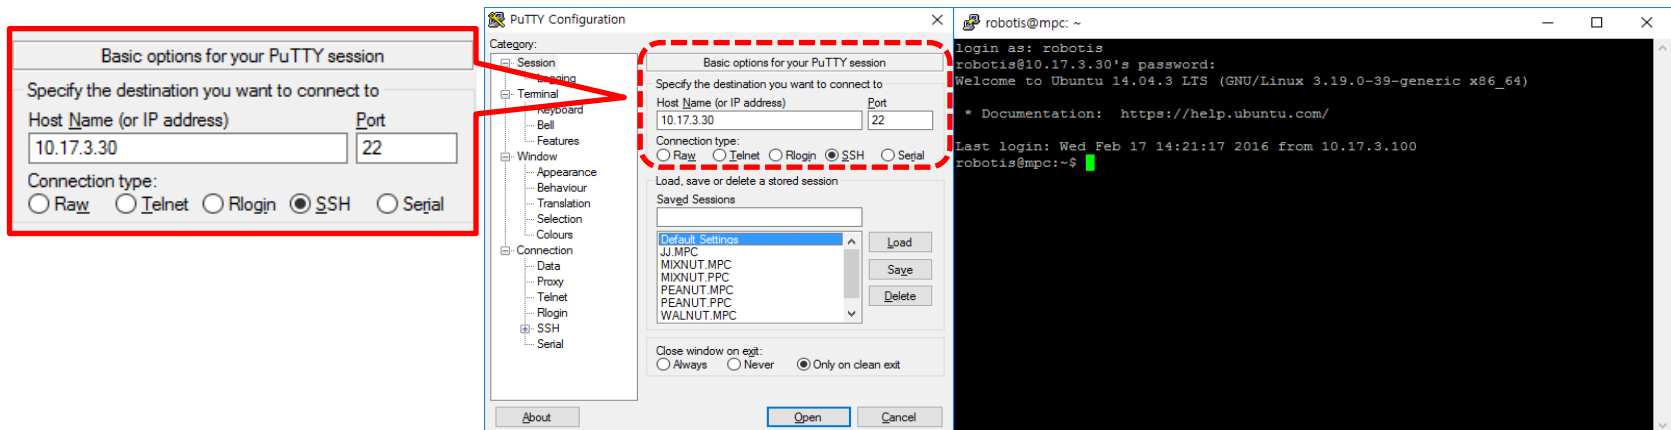 Basic options for your PuTTY session
Specify the destination you want to connect to
Host Name (or IP address) Port
10.17.3.30 22
Connection type:
Raw Telnet Rlogin SSH Serial
PuTTY Configuration
Category:
Session
Logging
Terminal
Keyboard
Bell
Features
Window
Appearance
Behaviour
Translation
Selection
Colours
Connection
Data
Proxy
Telnet
Rlogin
SSH
Serial
Basic options for your PuTTY session
Specify the destination you want to connect to
Host Name (or IP address) Port
10.17.3.30 22
Connection type:
Raw Telnet Rlogin SSH Serial
Load, save or delete a stored session
Saved Sessions
Default Settings
JJ.MPC
MIXNUT.MPC
MIXNUT.PPC
PEANUT.MPC
PEANUT.PPC
WALNUT.MPC
Load
Save
Delete
Close window on exit:
Always Never Only on clean exit
About Open Cancel
robotis@mpc: ~
login as: robotis
robotis@10.17.3.30's password:
Welcome to Ubuntu 14.04.3 LTS (GNU/Linux 3.19.0-39-generic x86_64)
* Documentation: https://help.ubuntu.com/
Last login: Wed Feb 17 14:21:17 2016 from 10.17.3.100
robotis@mpc:~$